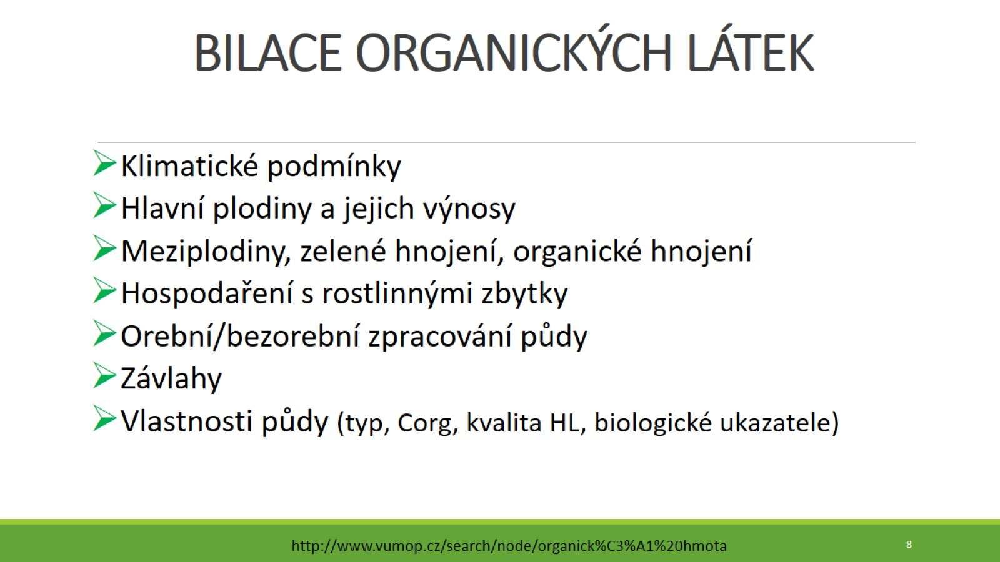 BILACE ORGANICKÝCH LÁTEK
Klimatické podmínky
Hlavní plodiny a jejich výnosy
Meziplodiny, zelené hnojení, organické hnojení
Hospodaření s rostlinnými zbytky
Orební/bezorební zpracování půdy
Závlahy
Vlastnosti půdy (typ, Corg, kvalita HL, biologické ukazatele)
http://www.vumop.cz/search/node/organick%C3%A1%20hmota
8